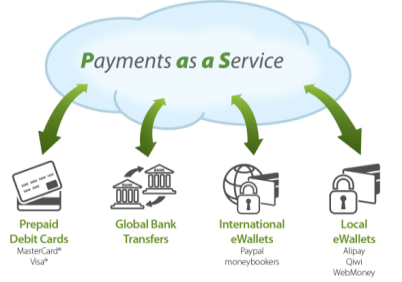 Payments as a Service
Prepaid
Debit Cards
MasterCard®
Visa®
Global Bank
Transfers
International
eWallets
Paypal
moneybookers
Local
eWallets
Alipay
Qiwi
WebMoney